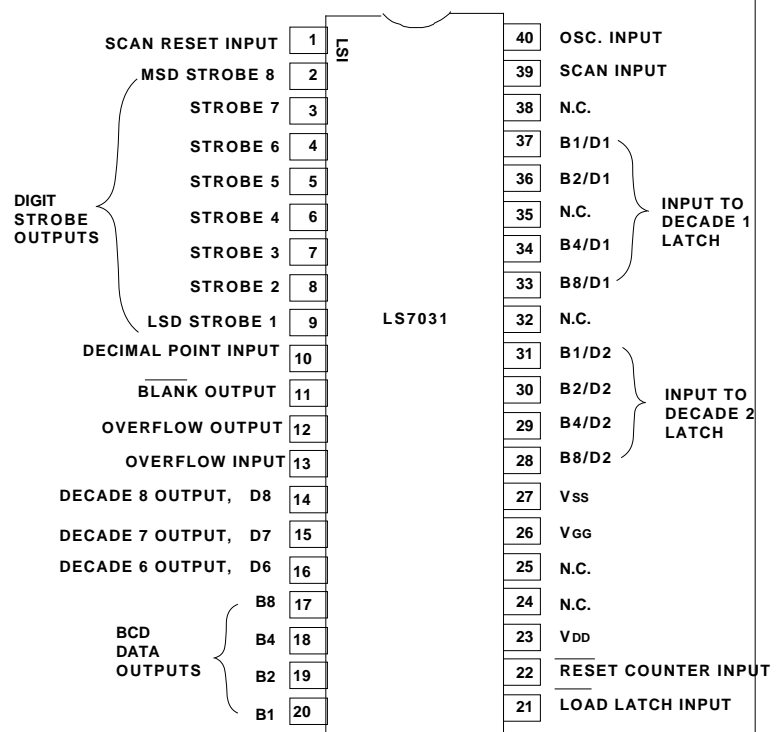 SCAN RESET INPUT 1
MSD STROBE 8 2
STROBE 7 3
STROBE 6 4
STROBE 5 5
STROBE 4 6
STROBE 3 7
STROBE 2 8
LSD STROBE 1 9
DIGIT
STROBE
OUTPUTS
DECIMAL POINT INPUT 10
BLANK OUTPUT 11
OVERFLOW OUTPUT 12
OVERFLOW INPUT 13
DECADE 8 OUTPUT, D8 14
DECADE 7 OUTPUT, D7 15
DECADE 6 OUTPUT, D6 16
B8 17
B4 18
B2 19
B1 20
BCD
DATA
OUTPUTS
LSI
LS7031
40 OSC. INPUT
39 SCAN INPUT
38 N.C.
37 B1/D1
36 B2/D1
35 N.C.
34 B4/D1
33 B8/D1
INPUT TO
DECADE 1
LATCH
32 N.C.
31 B1/D2
30 B2/D2
29 B4/D2
28 B8/D2
INPUT TO
DECADE 2
LATCH
27 VSS
26 VGG
25 N.C.
24 N.C.
23 VDD
22 RESET COUNTER INPUT
21 LOAD LATCH INPUT